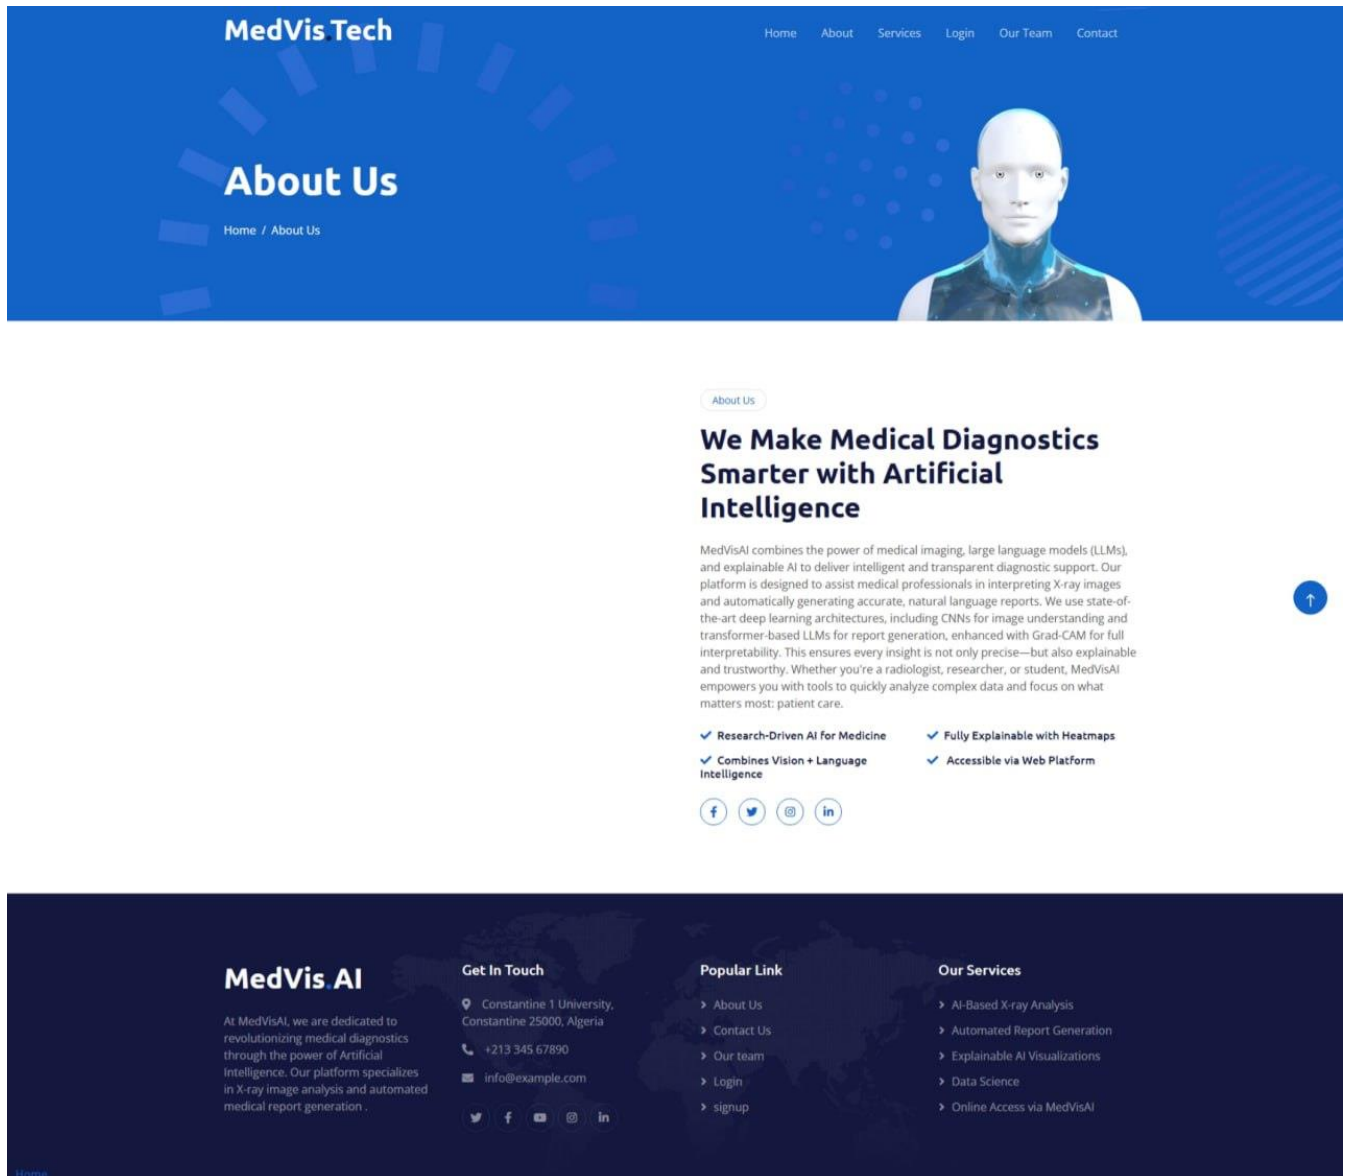 MedVis.Tech
Home About Services Login Our Team Contact
About Us
Home / About Us
About Us
We Make Medical Diagnostics
Smarter with Artificial
Intelligence
MedVisAI combines the power of medical imaging, large language models (LLMs),
and explainable AI to deliver intelligent and transparent diagnostic support. Our
platform is designed to assist medical professionals in interpreting X-ray images
and automatically generating accurate, natural language reports. We use state-of-
the-art deep learning architectures, including CNNs for image understanding and
transformer-based LLMs for report generation, enhanced with Grad-CAM for full
interpretability. This ensures every insight is not only precise—but also explainable
and trustworthy. Whether you're a radiologist, researcher, or student, MedVisAI
empowers you with tools to quickly analyze complex data and focus on what
matters most: patient care.
Research-Driven AI for Medicine
Fully Explainable with Heatmaps
Combines Vision + Language
Intelligence
Accessible via Web Platform
MedVis.AI
At MedVisAI, we are dedicated to
revolutionizing medical diagnostics
through the power of Artificial
Intelligence. Our platform specializes
in X-ray image analysis and automated
medical report generation .
Get In Touch
Constantine 1 University,
Constantine 25000, Algeria
+213 345 67890
info@example.com
Popular Link
About Us
Contact Us
Our team
Login
signup
Our Services
AI-Based X-ray Analysis
Automated Report Generation
Explainable AI Visualizations
Data Science
Online Access via MedVisAI
Home